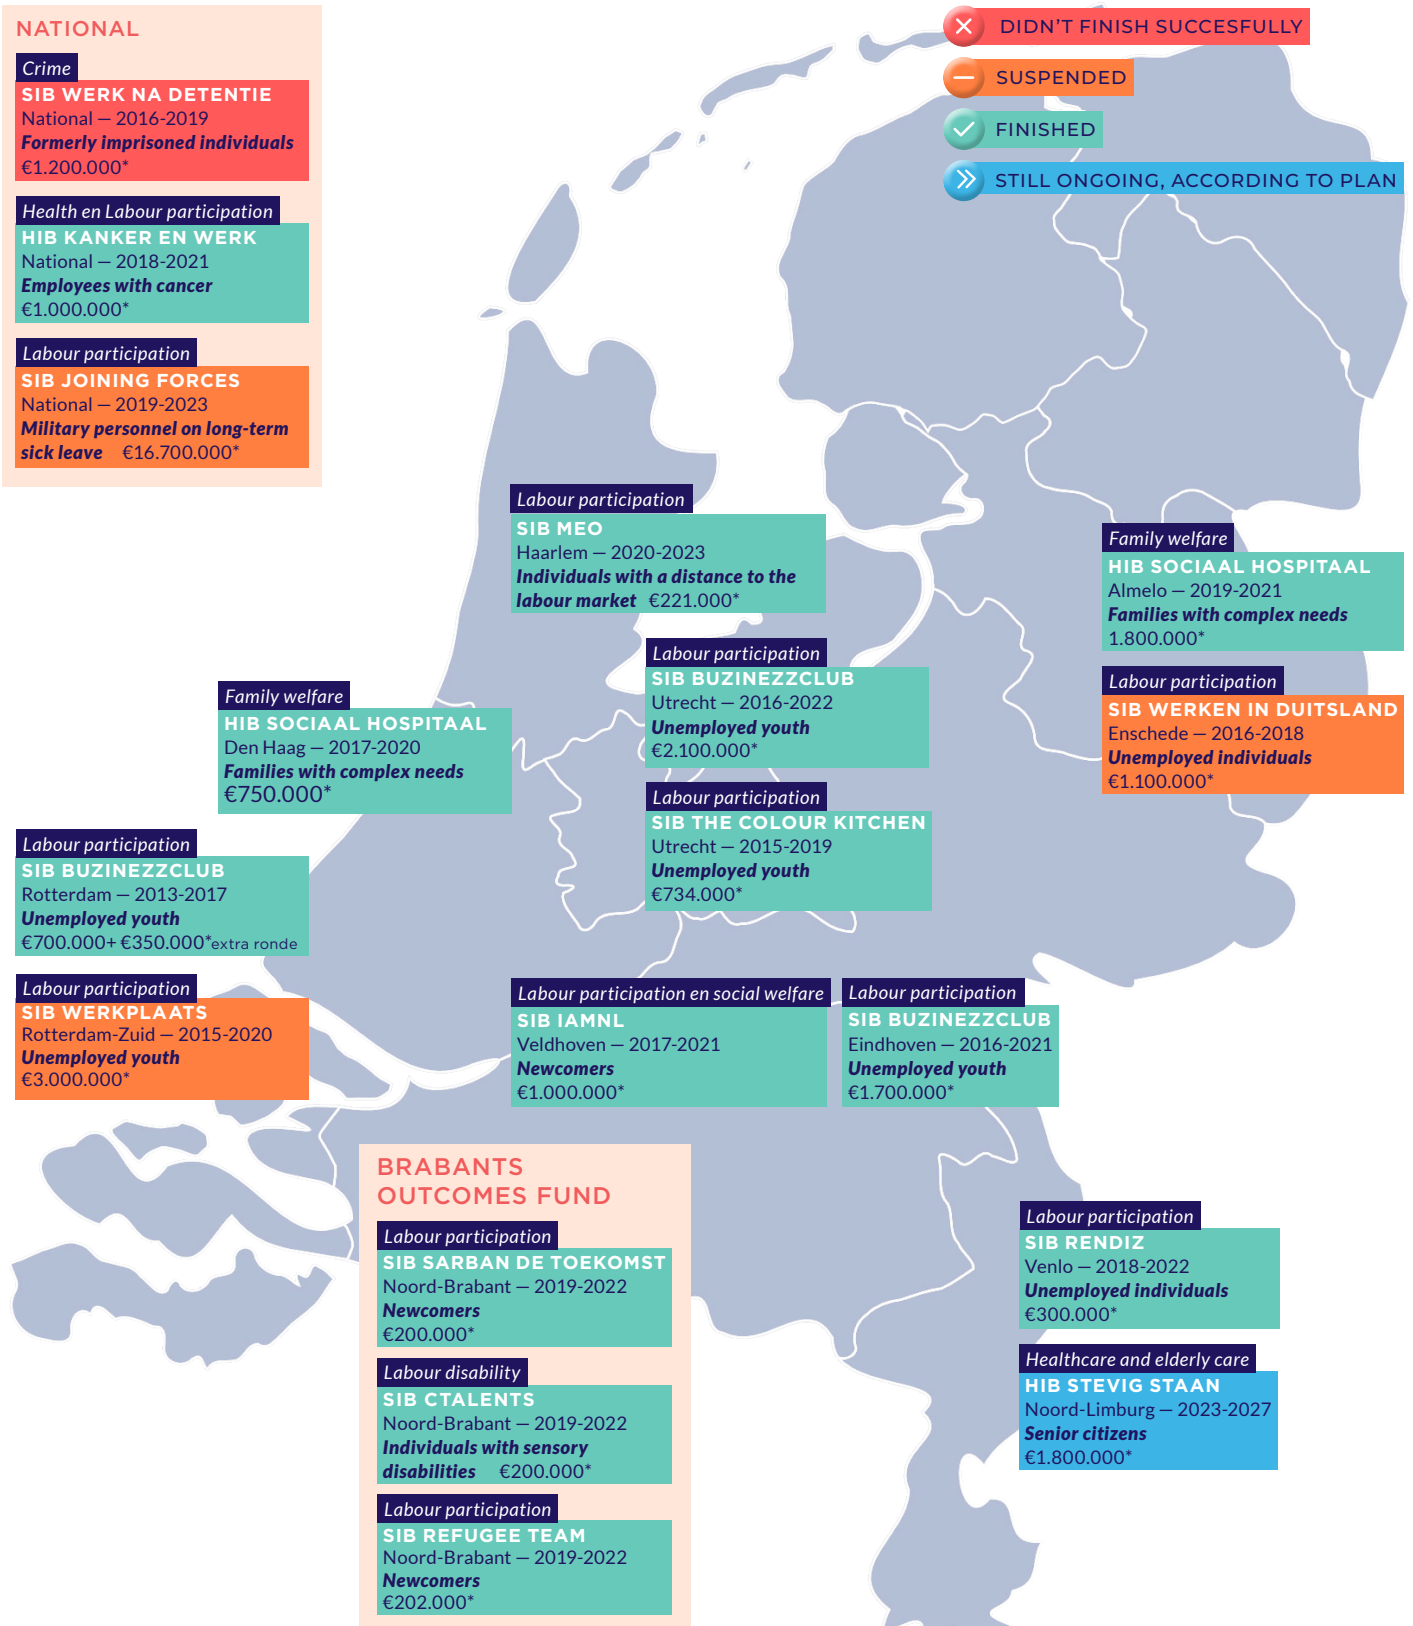 NATIONAL
Crime
SIB WERK NA DETENTIE
National — 2016-2019
Formerly imprisoned individuals
€1.200.000*
Health en Labour participation
HIB KANKER EN WERK
National — 2018-2021
Employees with cancer
€1.000.000*
Labour participation
SIB JOINING FORCES
National — 2019-2023
Military personnel on long-term
sick leave €16.700.000*
DIDN'T FINISH SUCCESFULLY
SUSPENDED
FINISHED
STILL ONGOING, ACCORDING TO PLAN
Labour participation
SIB MEO
Haarlem — 2020-2023
Individuals with a distance to the
labour market €221.000*
Family welfare
HIB SOCIAAL HOSPITAAL
Almelo — 2019-2021
Families with complex needs
1.800.000*
Labour participation
SIB BUZINEZZCLUB
Utrecht — 2016-2022
Unemployed youth
€2.100.000*
Labour participation
SIB WERKEN IN DUITSLAND
Enschede — 2016-2018
Unemployed individuals
€1.100.000*
Family welfare
HIB SOCIAAL HOSPITAAL
Den Haag — 2017-2020
Families with complex needs
€750.000*
Labour participation
SIB THE COLOUR KITCHEN
Utrecht — 2015-2019
Unemployed youth
€734.000*
Labour participation
SIB BUZINEZZCLUB
Rotterdam — 2013-2017
Unemployed youth
€700.000+ €350.000*extra ronde
Labour participation
SIB WERKPLAATS
Rotterdam-Zuid — 2015-2020
Unemployed youth
€3.000.000*
Labour participation en social welfare
SIB IAMNL
Veldhoven — 2017-2021
Newcomers
€1.000.000*
Labour participation
SIB BUZINEZZCLUB
Eindhoven — 2016-2021
Unemployed youth
€1.700.000*
BRABANTS
OUTCOMES FUND
Labour participation
SIB SARBAN DE TOEKOMST
Noord-Brabant — 2019-2022
Newcomers
€200.000*
Labour disability
SIB CTALENTS
Noord-Brabant — 2019-2022
Individuals with sensory
disabilities €200.000*
Labour participation
SIB REFUGEE TEAM
Noord-Brabant — 2019-2022
Newcomers
€202.000*
Labour participation
SIB RENDIZ
Venlo — 2018-2022
Unemployed individuals
€300.000*
Healthcare and elderly care
HIB STEVIG STAAN
Noord-Limburg — 2023-2027
Senior citizens
€1.800.000*